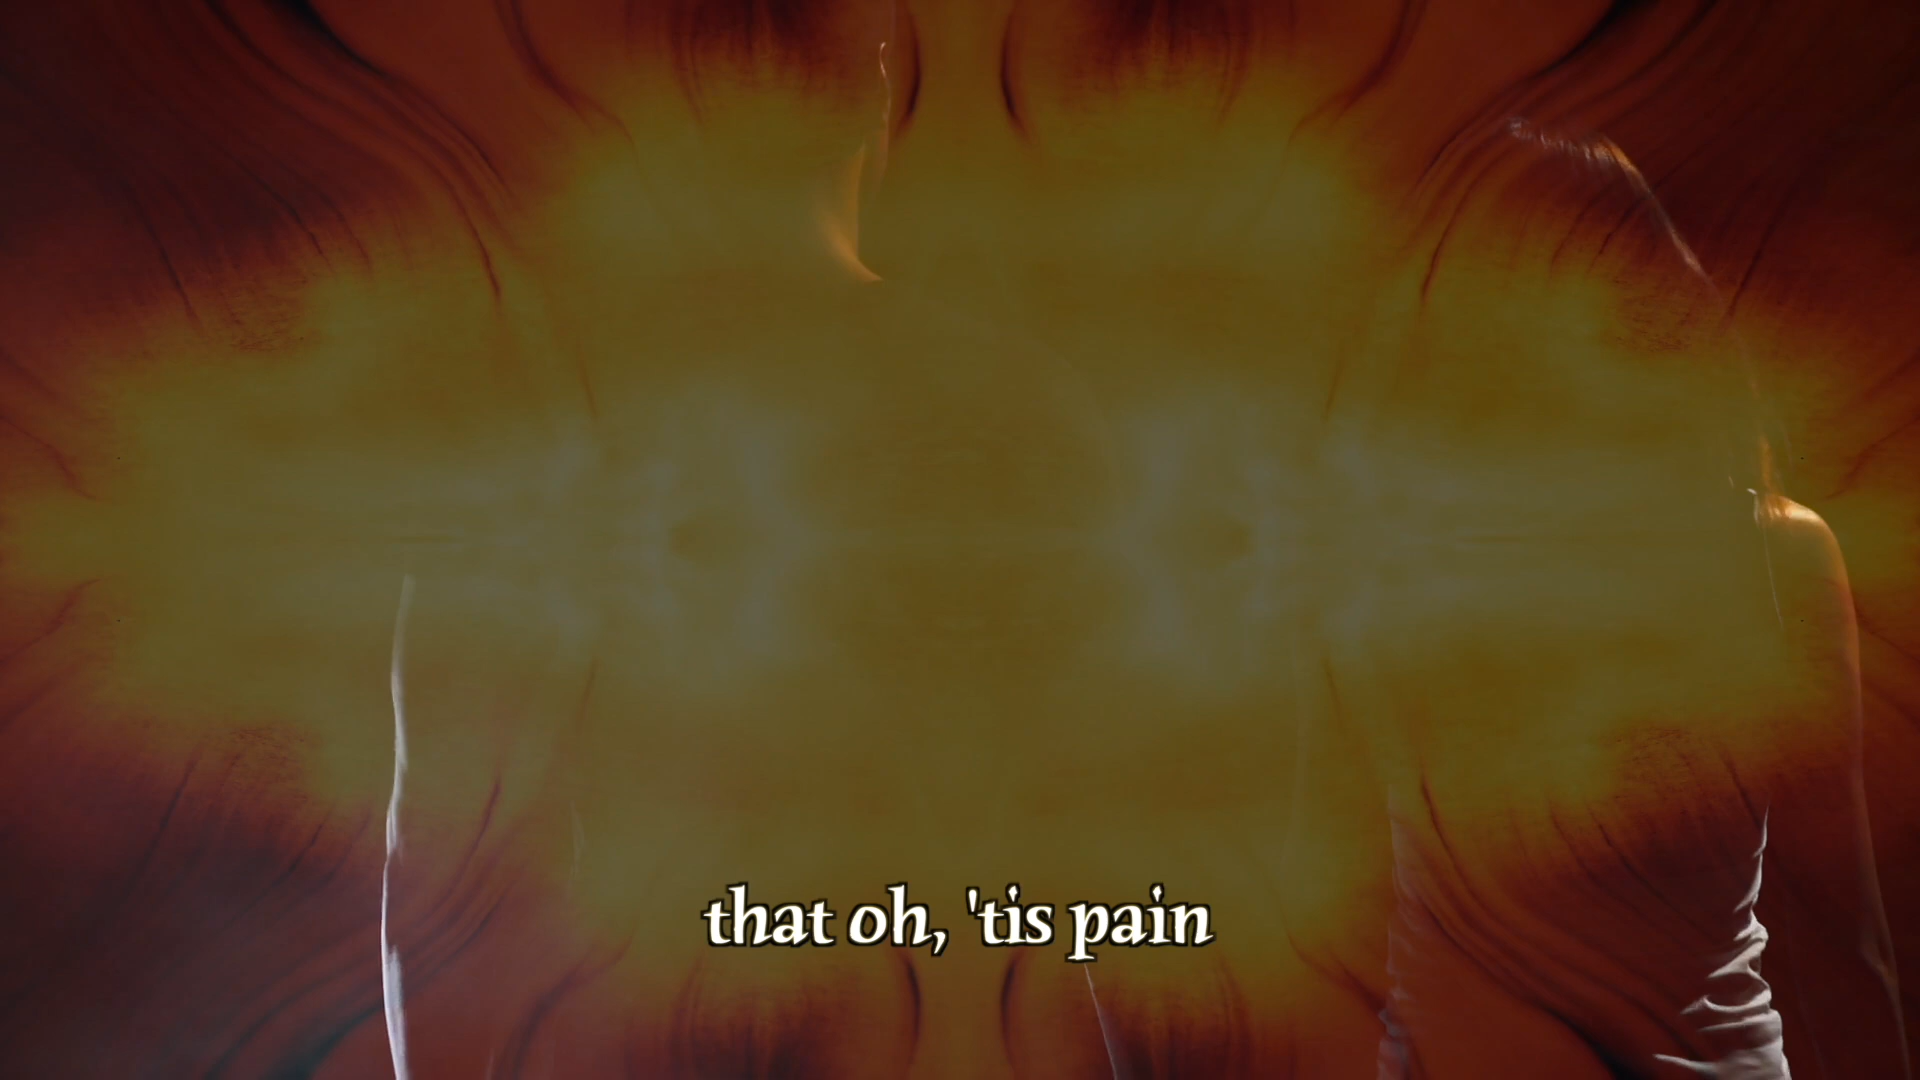 that oh, 'tis pain